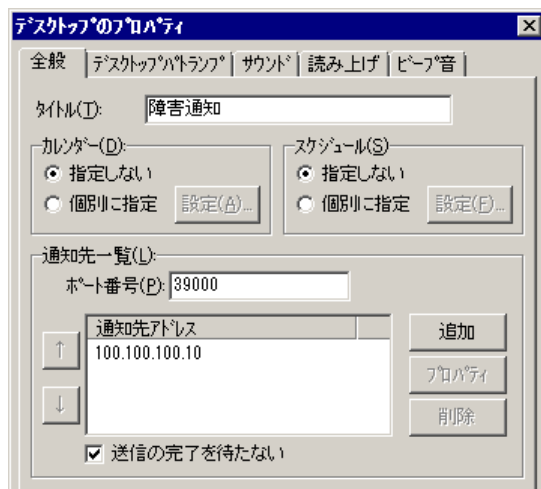 ﾃﾞｽｸﾄｯﾌﾟのﾌﾟﾛﾊﾟﾃｨ
全般 ﾃﾞｽｸﾄｯﾌﾟﾊﾟﾄﾗﾝﾌﾟ ｻｳﾝﾄﾞ 読み上げ ﾋﾞｰﾌﾟ音
ﾀｲﾄﾙ(T): 障害通知
ｶﾚﾝﾀﾞｰ(D): ｽｹｼﾞｭｰﾙ(S)
指定しない 指定しない
個別に指定 設定(A)... 個別に指定 設定(F)...
通知先一覧(L):
ﾎﾟｰﾄ番号(P): 39000
通知先ｱﾄﾞﾚｽ 追加
↑ 100.100.100.10
ﾌﾟﾛﾊﾟﾃｨ
↓ 削除
送信の完了を待たない